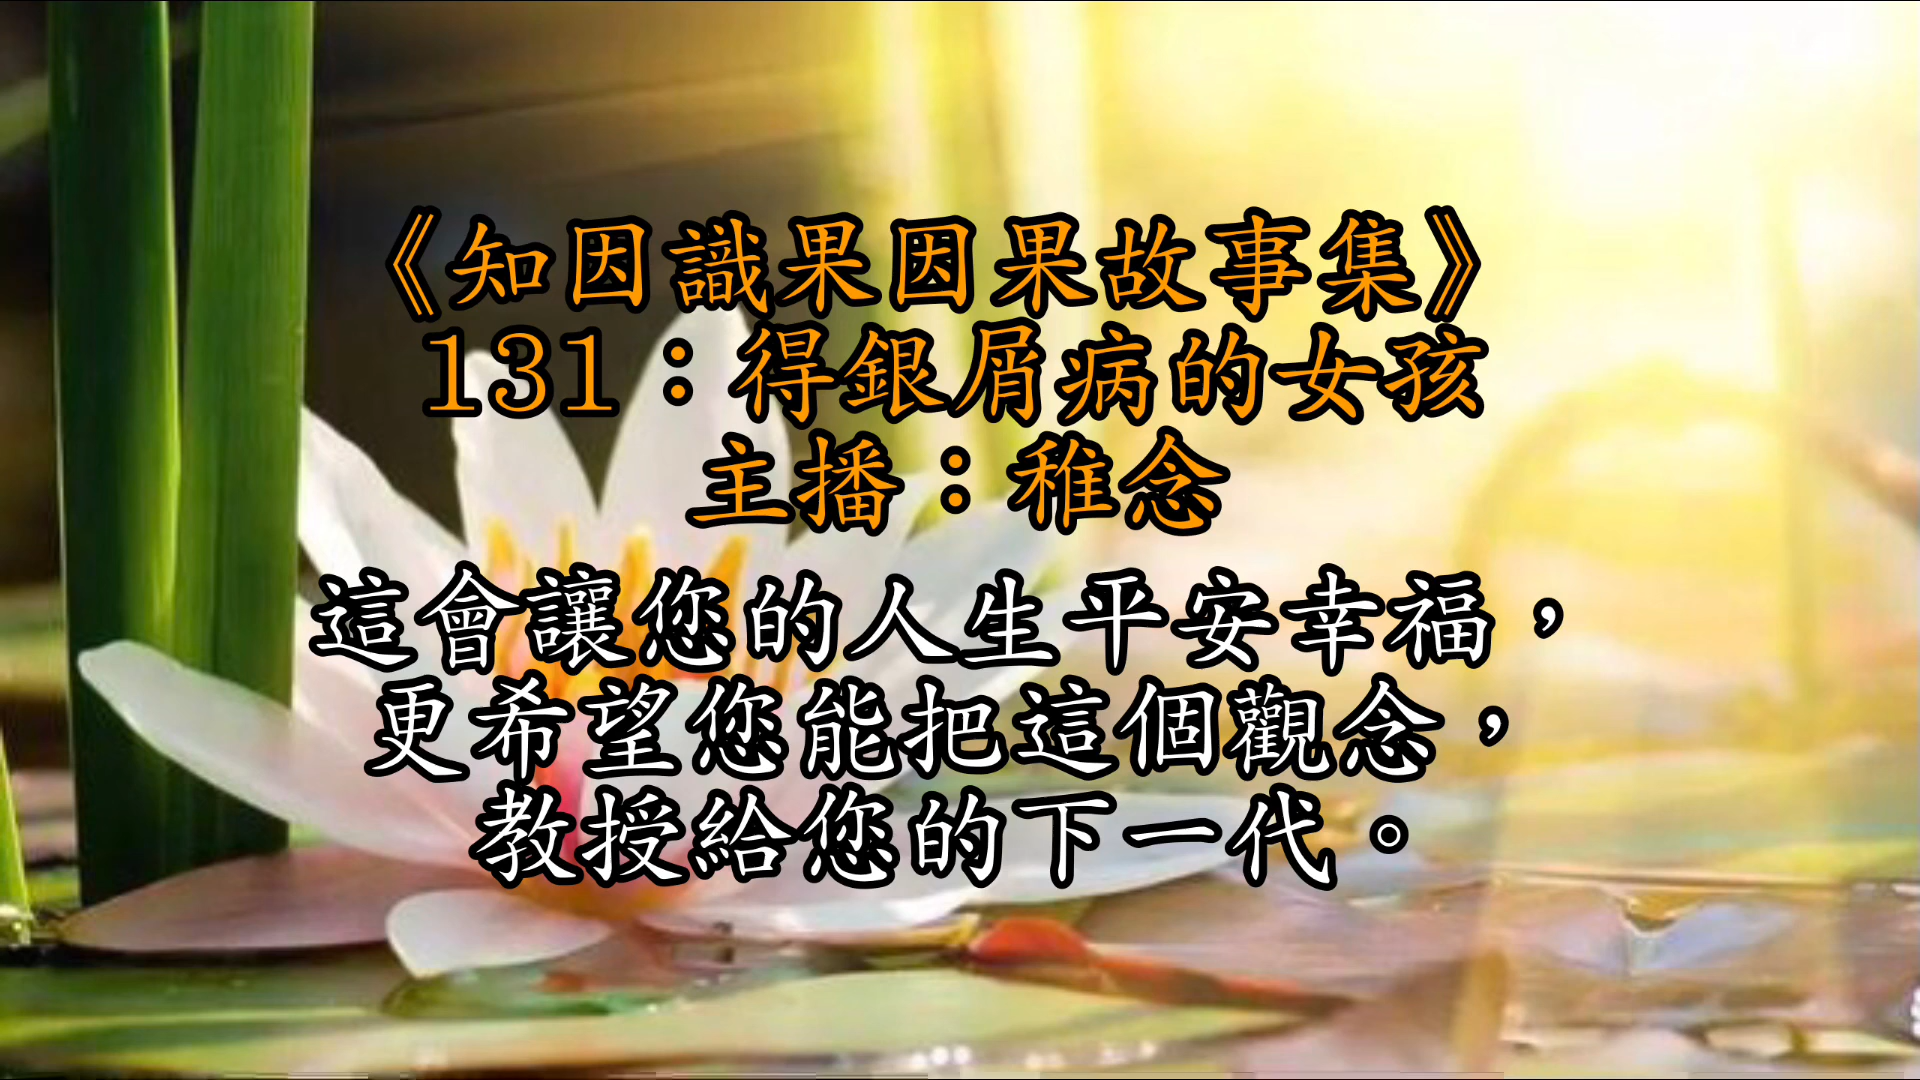 《知因識果因果故事集》
131：得銀屑病的女孩
主播：稚念
這會讓您的人生平安幸福，
更希望您能把這個觀念，
教授給您的下一代。